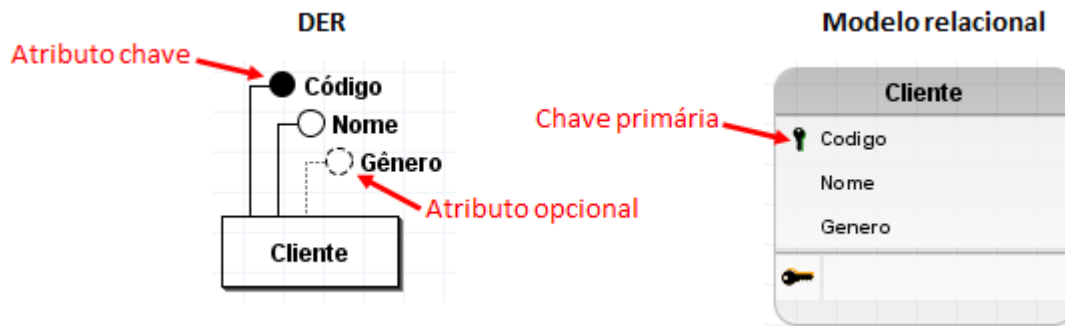 DER
Atributo chave
Código
Nome
Gênero
Atributo opcional
Cliente
Modelo relacional
Cliente
Chave primária
Codigo
Nome
Genero